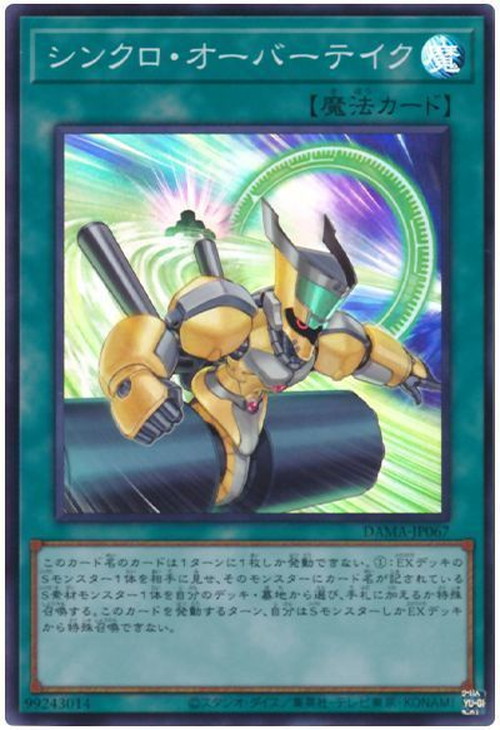 シンクロ・オーバーテイク 魔
【魔法カード】
DAMA-JP067
このカード名のカードは1ターンに1枚しか発動できない。①:EXデッキの
Sモンスター1体を相手に見せ、そのモンスターにカード名が記されている
S素材モンスター1体を自分のデッキ・墓地から選び、手札に加えるか特殊
召喚する。このカードを発動するターン、自分はSモンスターしかEXデッキ
から特殊召喚できない。
99243014
©スタジオ・ダイス/集英社・テレビ東京・KONAMI